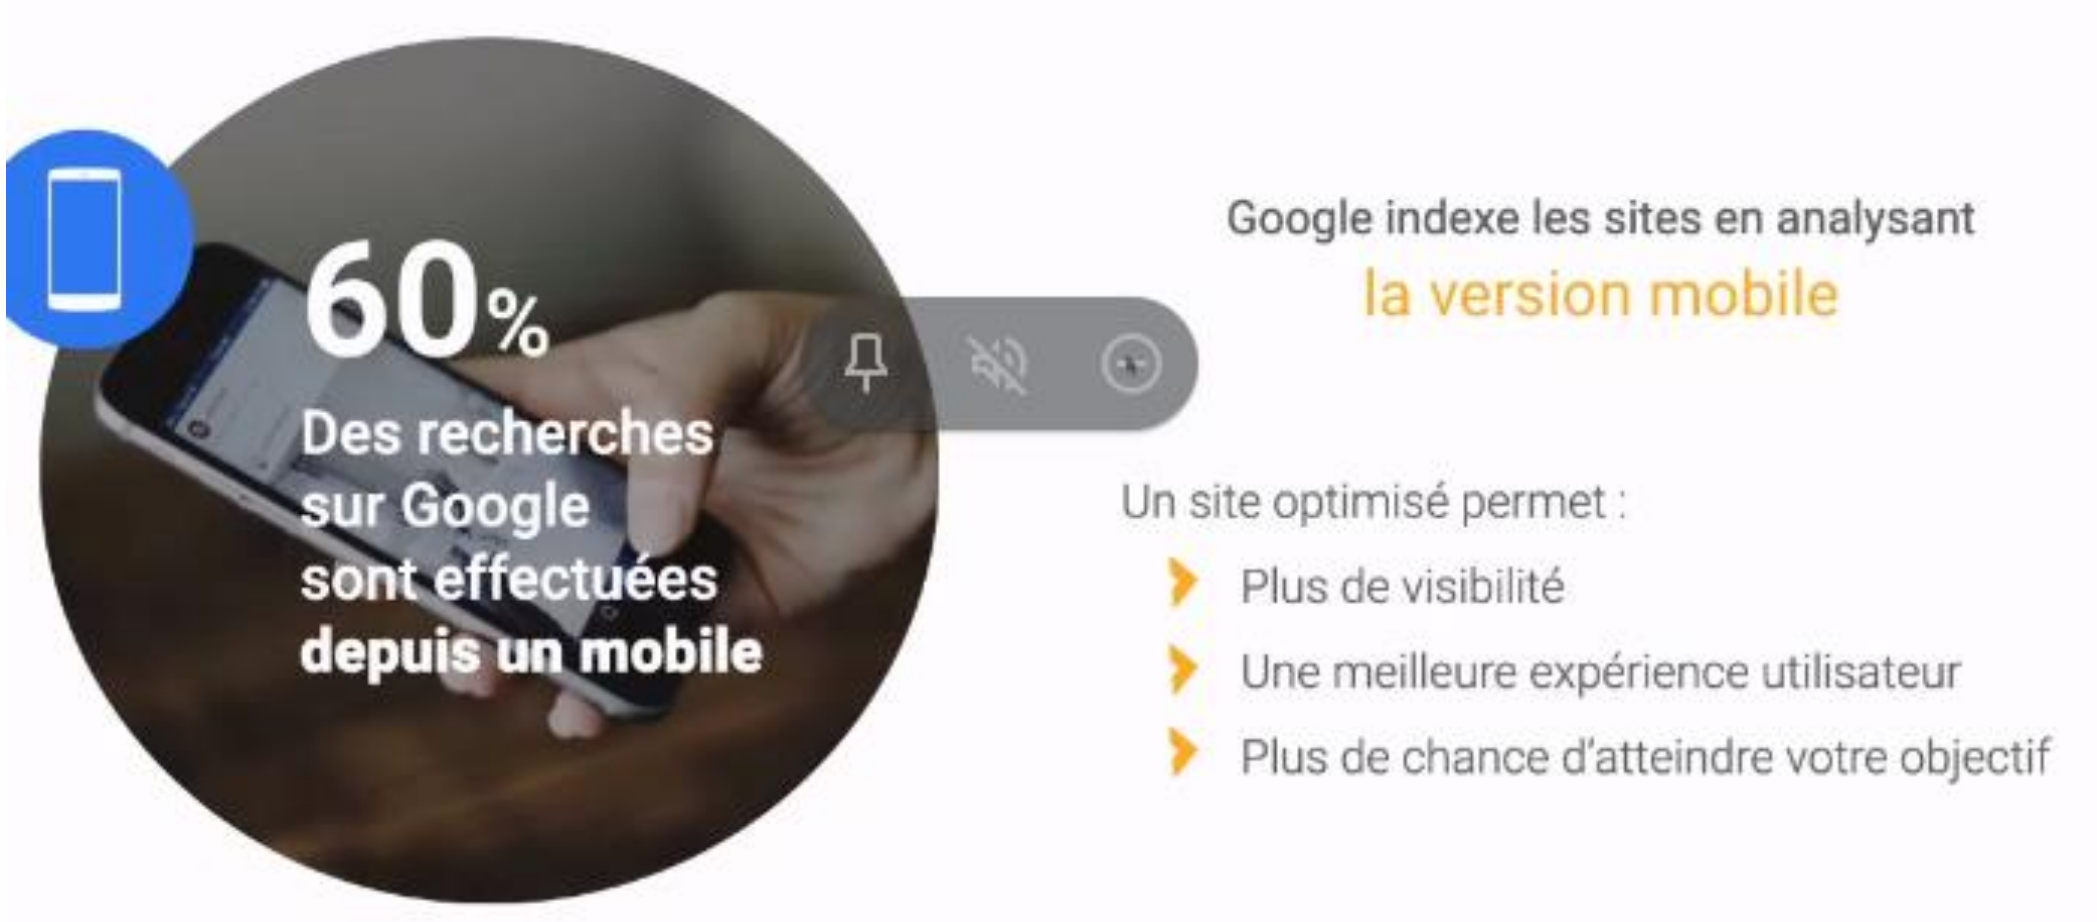 60%
Des recherches
sur Google
sont effectuées
depuis un mobile
Google indexe les sites en analysant
la version mobile
Un site optimisé permet :
Plus de visibilité
Une meilleure expérience utilisateur
Plus de chance d'atteindre votre objectif